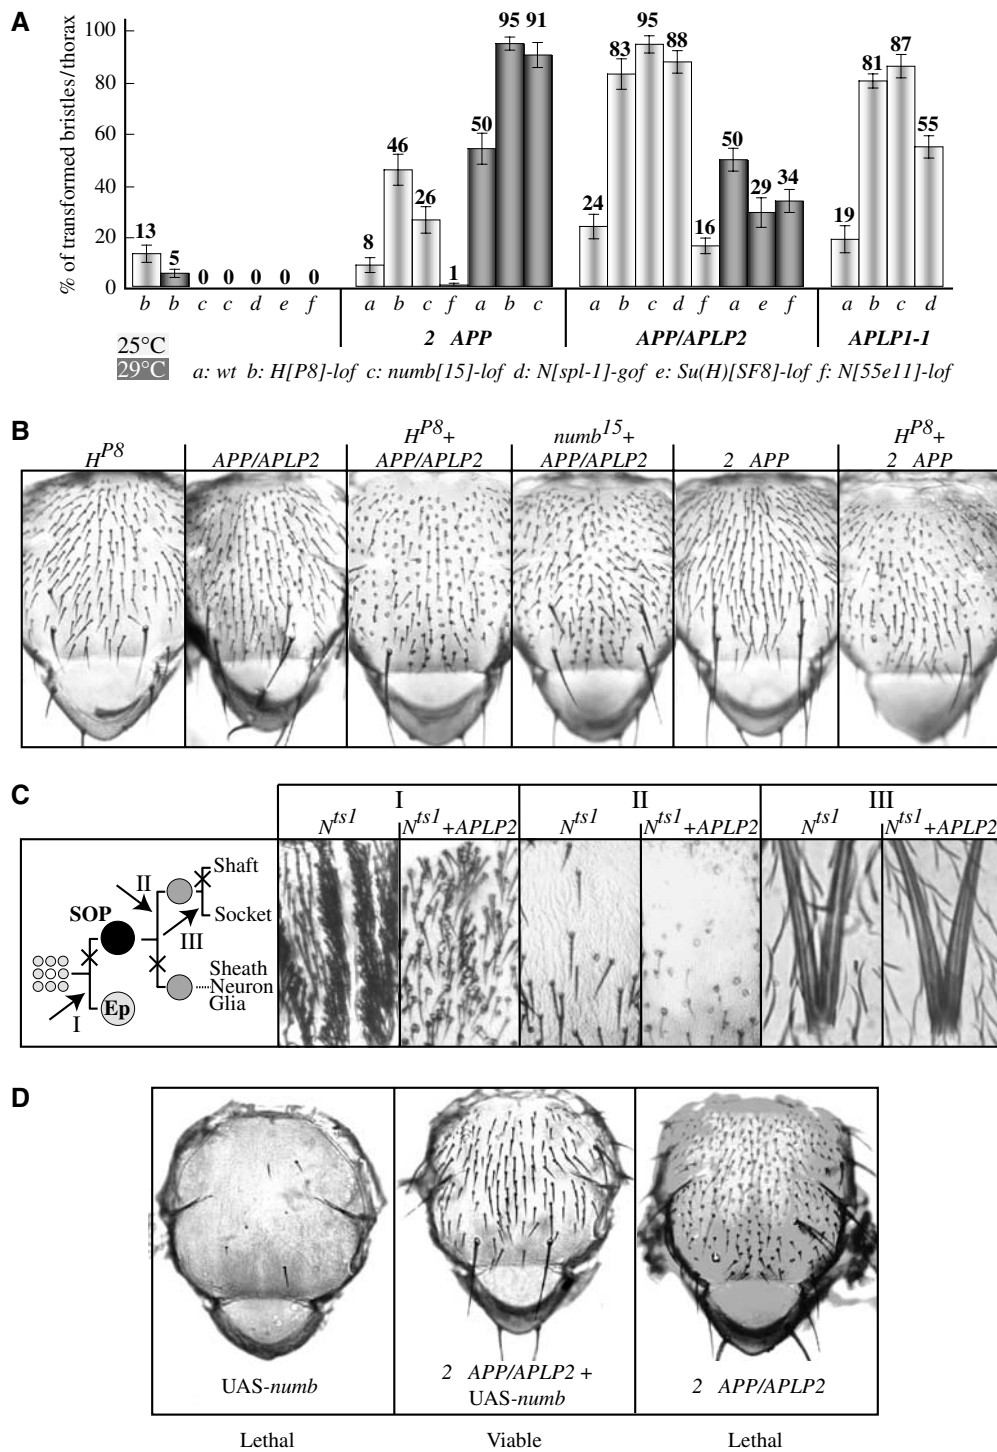 A
% of transformed bristles/thorax
100
80
60
40
20
0
13 5 0 0 0 0 0
8 46 26 1 50 95 91
24 83 95 88 16 50 29 34
19 81 87 55
b b c c d e f a b c f a b c a b c d f a e f a b c d
2 APP APP/APLP2 APLP1-1
25°C
29°C
a: wt b: H[P8]-lof c: numb[15]-lof d: N[spl-1]-gof e: Su(H)[SF8]-lof f: N[55e11]-lof
B
H^P8
APP/APLP2
H^P8+
APP/APLP2
numb^15+
APP/APLP2
2 APP
H^P8+
2 APP
C
I II III
N^ts1 N^ts1+APLP2 N^ts1 N^ts1+APLP2 N^ts1 N^ts1+APLP2
II
Shaft
SOP
Socket
III
Sheath
Neuron
Glia
Ep
I
D
UAS-numb
2 APP/APLP2 +
UAS-numb
2 APP/APLP2
Lethal Viable Lethal